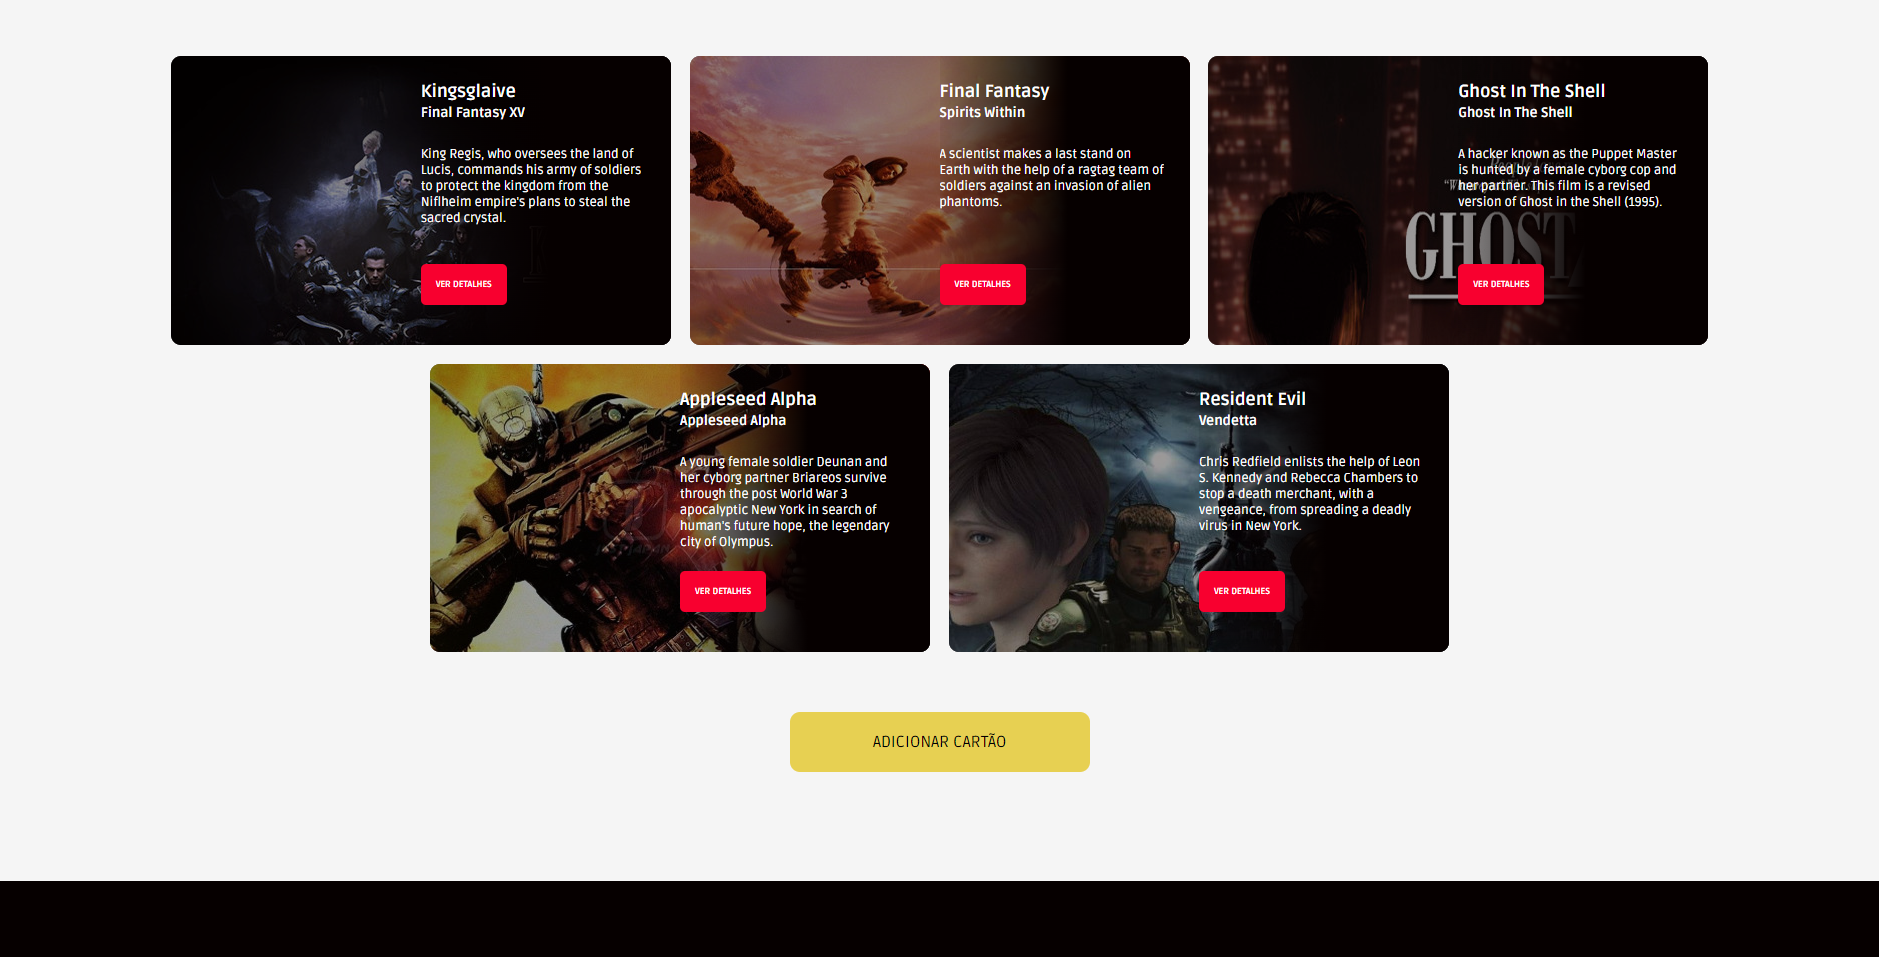 Kingsglaive
Final Fantasy XV
King Regis, who oversees the land of
Lucis, commands his army of soldiers
to protect the kingdom from the
Niflheim empire's plans to steal the
sacred crystal.
VER DETALHES
Final Fantasy
Spirits Within
A scientist makes a last stand on
Earth with the help of a ragtag team of
soldiers against an invasion of alien
phantoms.
VER DETALHES
Ghost In The Shell
Ghost In The Shell
A hacker known as the Puppet Master
is hunted by a female cyborg cop and
her partner. This film is a revised
version of Ghost in the Shell (1995).
GHOST
VER DETALHES
Appleseed Alpha
Appleseed Alpha
A young female soldier Deunan and
her cyborg partner Briareos survive
through the post World War 3
apocalyptic New York in search of
human's future hope, the legendary
city of Olympus.
VER DETALHES
Resident Evil
Vendetta
Chris Redfield enlists the help of Leon
S. Kennedy and Rebecca Chambers to
stop a death merchant, with a
vengeance, from spreading a deadly
virus in New York.
VER DETALHES
ADICIONAR CARTÃO